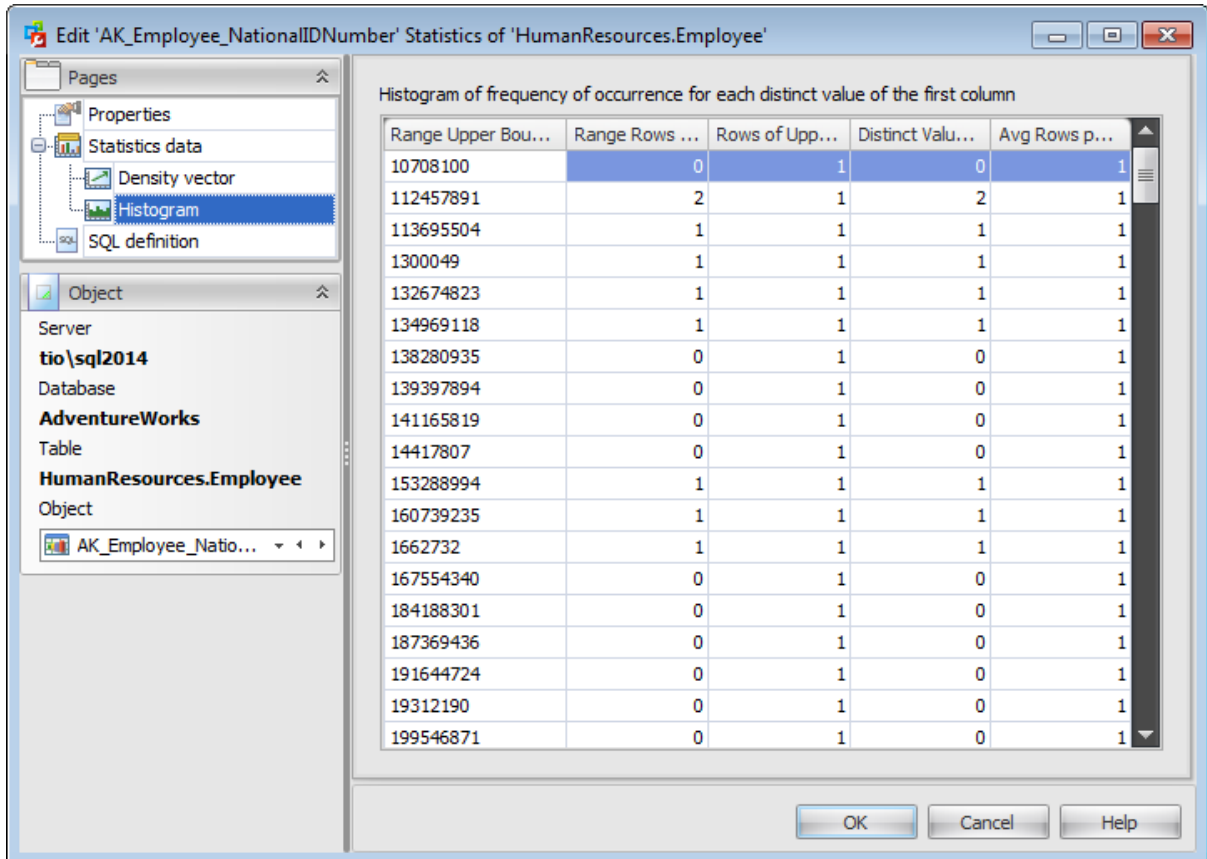 Edit 'AK_Employee_NationalIDNumber' Statistics of 'HumanResources.Employee'
Pages
Properties
Statistics data
Density vector
Histogram
SQL
SQL definition
Object
Server
tio\sql2014
Database
AdventureWorks
Table
HumanResources.Employee
Object
AK_Employee_Natio...
Histogram of frequency of occurrence for each distinct value of the first column
Range Upper Bou... Range Rows ... Rows of Upp... Distinct Valu... Avg Rows p...
10708100 0 1 0 1
112457891 2 1 2 1
113695504 1 1 1 1
1300049 1 1 1 1
132674823 1 1 1 1
134969118 1 1 1 1
138280935 0 1 0 1
139397894 0 1 0 1
141165819 0 1 0 1
14417807 0 1 0 1
153288994 1 1 1 1
160739235 1 1 1 1
1662732 1 1 1 1
167554340 0 1 0 1
184188301 0 1 0 1
187369436 0 1 0 1
191644724 0 1 0 1
19312190 0 1 0 1
199546871 0 1 0 1
OK Cancel Help